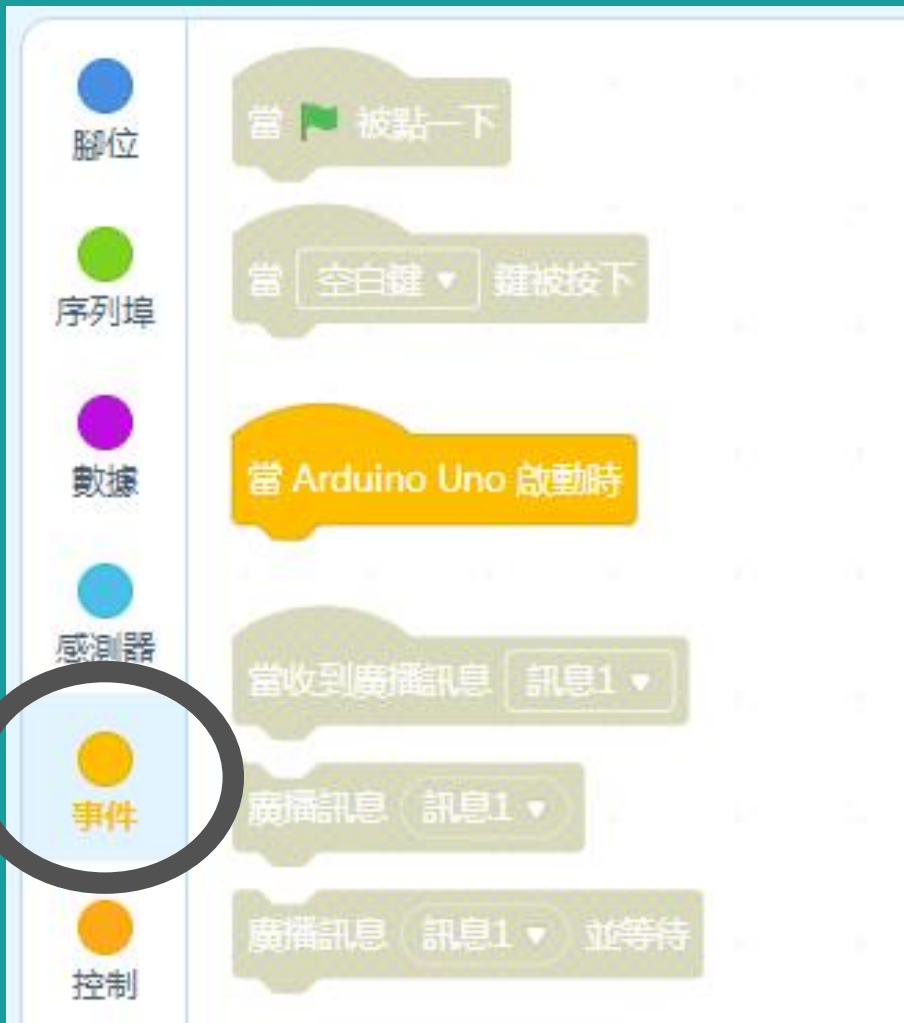 腳位
序列埠
數據
感測器
事件
控制
當 被點一下
當 空白鍵 鍵被按下
當 Arduino Uno 啟動時
當收到廣播訊息 訊息1
廣播訊息 訊息1
廣播訊息 訊息1 並等待